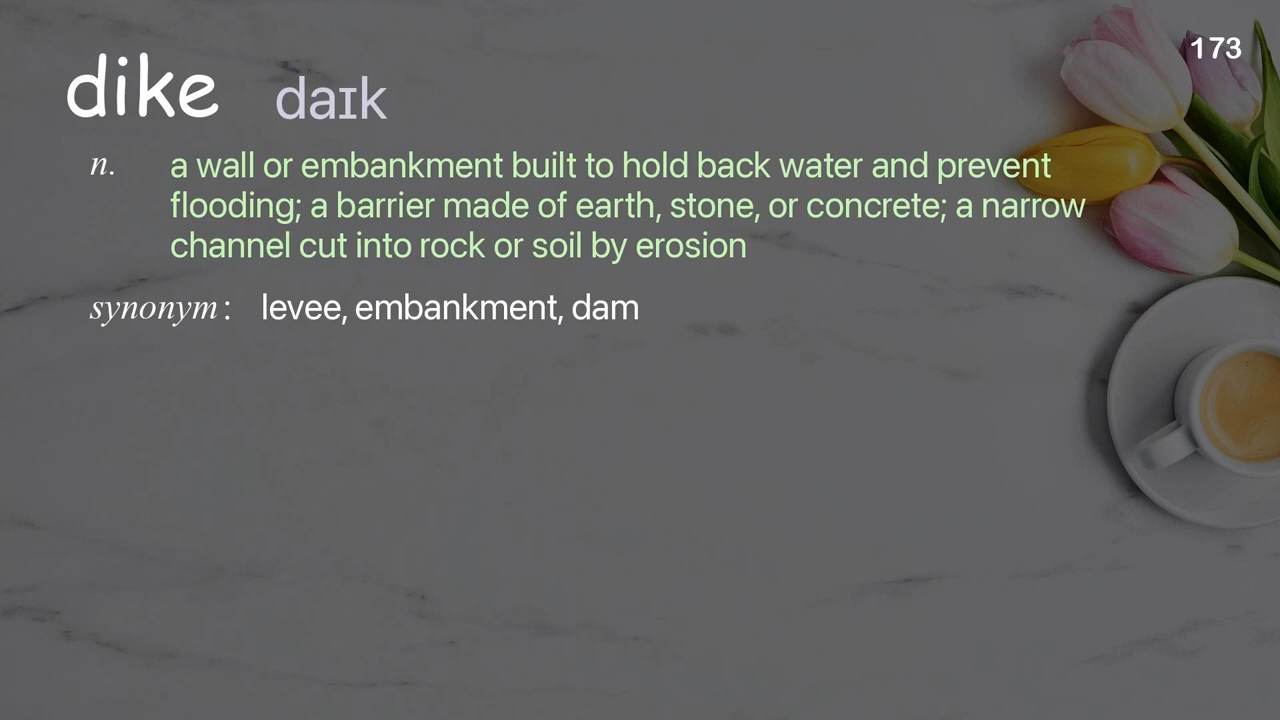 173
dike daɪk
n. a wall or embankment built to hold back water and prevent
flooding; a barrier made of earth, stone, or concrete; a narrow
channel cut into rock or soil by erosion
synonym: levee, embankment, dam